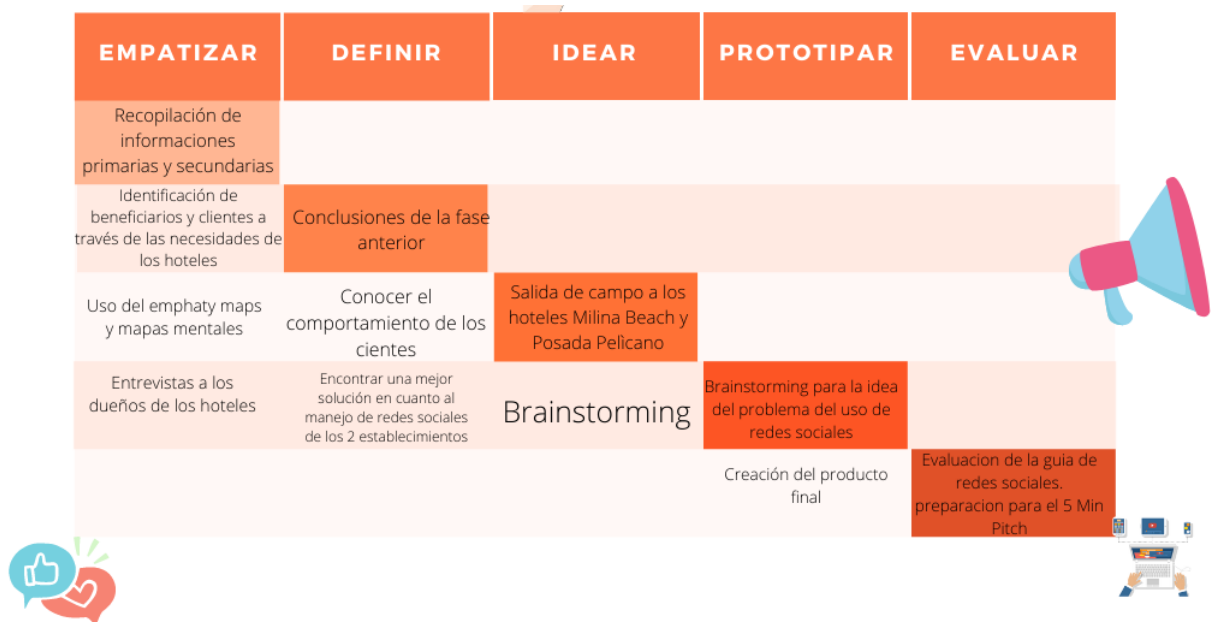 EMPATIZAR
DEFINIR
IDEAR
PROTOTIPAR
EVALUAR
Recopilación de
informaciones
primarias y secundarias
Identificación de
beneficiarios y clientes a
través de las necesidades de
los hoteles
Conclusiones de la fase
anterior
Uso del emphaty maps
y mapas mentales
Conocer el
comportamiento de los
cientes
Salida de campo a los
hoteles Milina Beach y
Posada Pelìcano
Entrevistas a los
dueños de los hoteles
Encontrar una mejor
solución en cuanto al
manejo de redes sociales
de los 2 establecimientos
Brainstorming
Brainstorming para la idea
del problema del uso de
redes sociales
Creación del producto
final
Evaluacion de la guia de
redes sociales.
preparacion para el 5 Min
Pitch